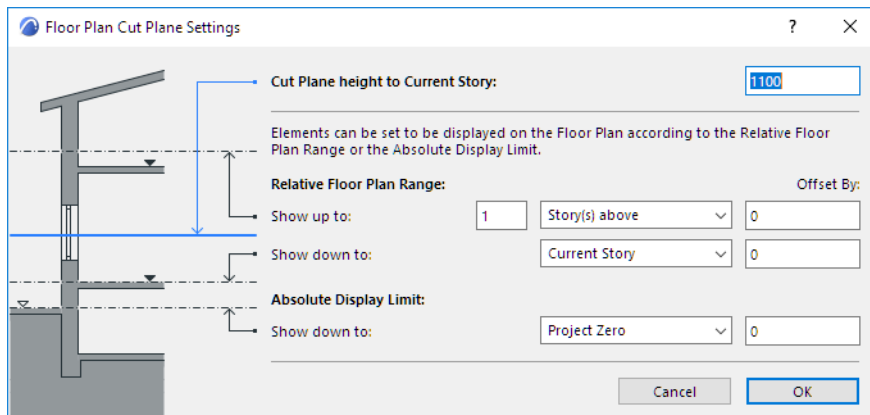 Floor Plan Cut Plane Settings ?
Cut Plane height to Current Story: 1100
Elements can be set to be displayed on the Floor Plan according to the Relative Floor
Plan Range or the Absolute Display Limit.
Relative Floor Plan Range: Offset By:
Show up to: 1 Story(s) above 0
Show down to: Current Story 0
Absolute Display Limit:
Show down to: Project Zero 0
Cancel OK